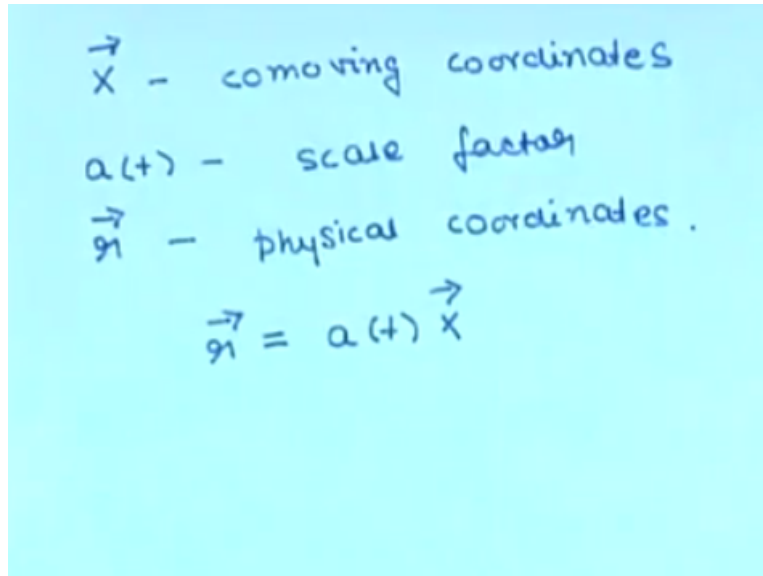 x⃗ - comoving coordinates
a(t) - scale factor
r⃗ - physical coordinates.
r⃗ = a(t) x⃗